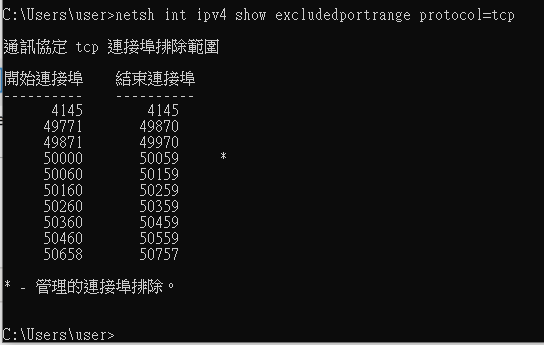 C:\Users\user>netsh int ipv4 show excludedportrange protocol=tcp
通訊協定 tcp 連接埠排除範圍
開始連接埠    結束連接埠
----------    ----------
      4145          4145
     49771         49870
     49871         49970
     50000         50059     *
     50060         50159
     50160         50259
     50260         50359
     50360         50459
     50460         50559
     50658         50757
* - 管理的連接埠排除。
C:\Users\user>